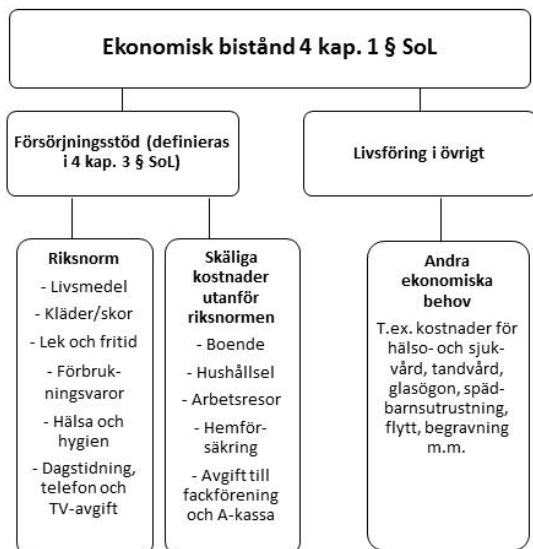 Ekonomisk bistånd 4 kap. 1 § SoL
Försörjningsstöd (definieras
i 4 kap. 3 § SoL)
Livsföring i övrigt
Riksnorm
- Livsmedel
- Kläder/skor
- Lek och fritid
- Förbruk-
ningsvaror
- Hälsa och
hygien
- Dagstidning,
telefon och
TV-avgift
Skäliga
kostnader
utanför
riksnormen
- Boende
- Hushållsel
- Arbetsresor
- Hemför-
säkring
- Avgift till
fackförening
och A-kassa
Andra
ekonomiska
behov
T.ex. kostnader för
hälso- och sjuk-
vård, tandvård,
glasögon, späd-
barnsutrustning,
flytt, begravning
m.m.